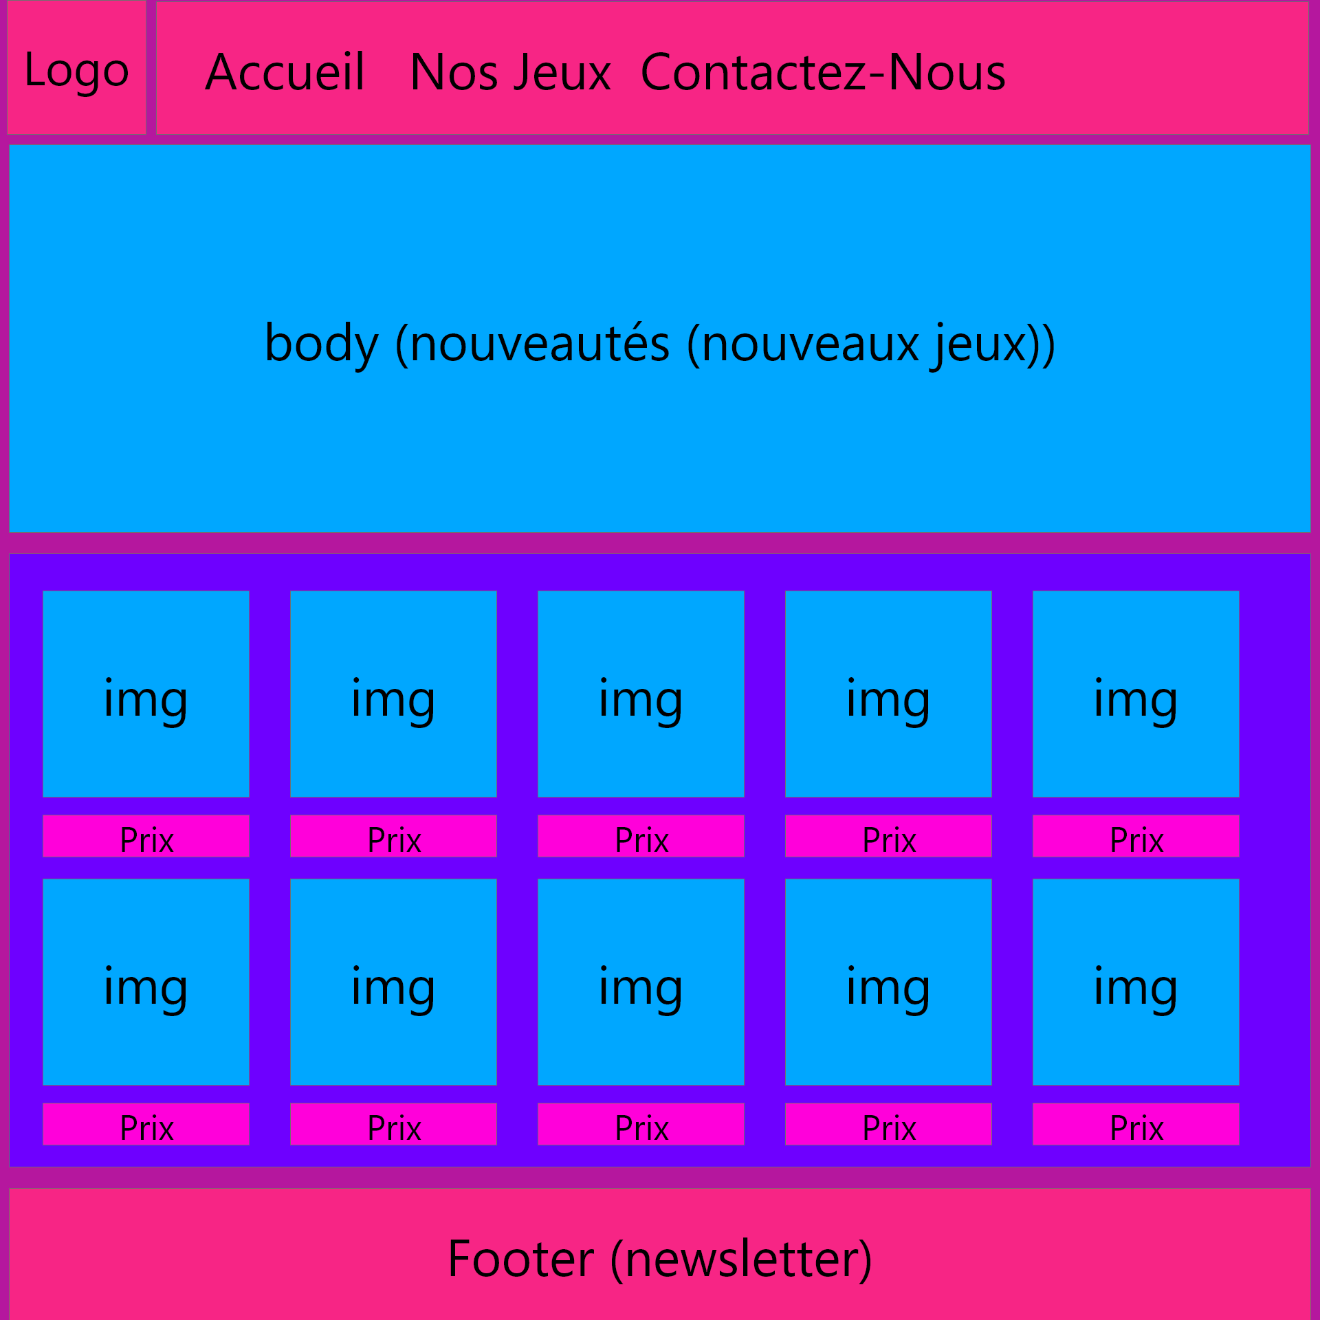 Logo
Accueil Nos Jeux Contactez-Nous
body (nouveautés (nouveaux jeux))
img img img img img
Prix Prix Prix Prix Prix
img img img img img
Prix Prix Prix Prix Prix
Footer (newsletter)